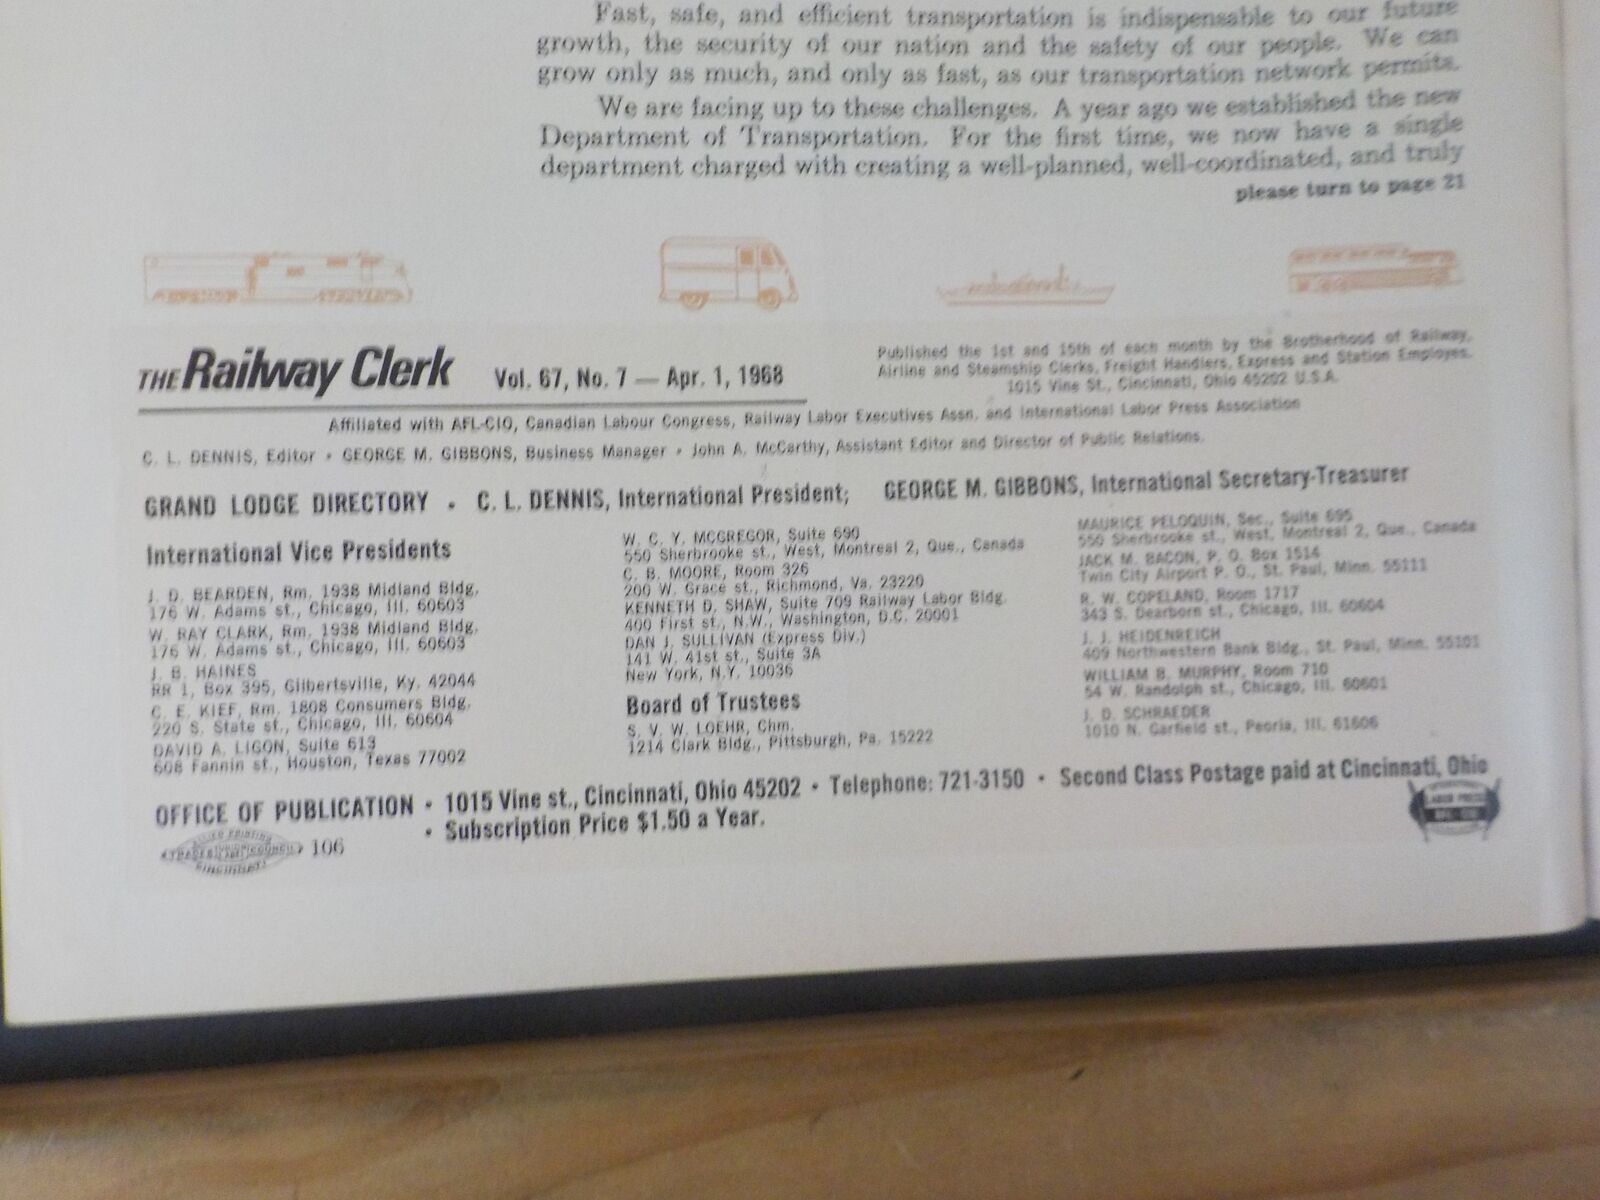 Fast, safe, and efficient transportation is indispensable to our future
growth, the security of our nation and the safety of our people. We can
grow only as much, and only as fast, as our transportation network permits.
We are facing up to these challenges. A year ago we established the new
Department of Transportation. For the first time, we now have a single
department charged with creating a well-planned, well-coordinated, and truly
please turn to page 21
THE Railway Clerk
Vol. 67, No. 7 — Apr. 1, 1968
Published the 1st and 15th of each month by the Brotherhood of Railway,
Airline and Steamship Clerks, Freight Handlers, Express and Station Employes,
1015 Vine St., Cincinnati, Ohio 45202 U.S.A.
Affiliated with AFL-CIO, Canadian Labour Congress, Railway Labor Executives Assn. and International Labor Press Association
C. L. DENNIS, Editor • GEORGE M. GIBBONS, Business Manager • John A. McCarthy, Assistant Editor and Director of Public Relations.
GRAND LODGE DIRECTORY • C. L. DENNIS, International President; GEORGE M. GIBBONS, International Secretary-Treasurer
International Vice Presidents
J. D. BEARDEN, Rm. 1938 Midland Bldg.
176 W. Adams st., Chicago, Ill. 60603
W. RAY CLARK, Rm. 1938 Midland Bldg.
176 W. Adams st., Chicago, Ill. 60603
J. B. HAINES
RR 1, Box 395, Gilbertsville, Ky. 42044
C. E. KIEF, Rm. 1808 Consumers Bldg.
220 S. State st., Chicago, Ill. 60604
DAVID A. LIGON, Suite 613
608 Fannin st., Houston, Texas 77002
W. C. Y. MCGREGOR, Suite 690
550 Sherbrooke st., West, Montreal 2, Que., Canada
C. B. MOORE, Room 326
200 W. Grace st., Richmond, Va. 23220
KENNETH D. SHAW, Suite 709 Railway Labor Bldg.
400 First st., N.W., Washington, D.C. 20001
DAN J. SULLIVAN (Express Div.)
141 W. 41st st., Suite 3A
New York, N.Y. 10036
Board of Trustees
S. V. W. LOEHR, Chm.
1214 Clark Bldg., Pittsburgh, Pa. 15222
MAURICE PELOQUIN, Sec., Suite 695
550 Sherbrooke st., West, Montreal 2, Que., Canada
JACK M. BACON, P. O. Box 1514
Twin City Airport P. O., St. Paul, Minn. 55111
R. W. COPELAND, Room 1717
343 S. Dearborn st., Chicago, Ill. 60604
J. J. HEIDENREICH
409 Northwestern Bank Bldg., St. Paul, Minn. 55101
WILLIAM B. MURPHY, Room 710
54 W. Randolph st., Chicago, Ill. 60601
J. D. SCHRAEDER
1010 N. Garfield st., Peoria, Ill. 61606
OFFICE OF PUBLICATION • 1015 Vine st., Cincinnati, Ohio 45202 • Telephone: 721-3150 • Second Class Postage paid at Cincinnati, Ohio
• Subscription Price $1.50 a Year.
ALLIED PRINTING
TRADES UNION LABEL COUNCIL
CINCINNATI
106
LABOR PRESS